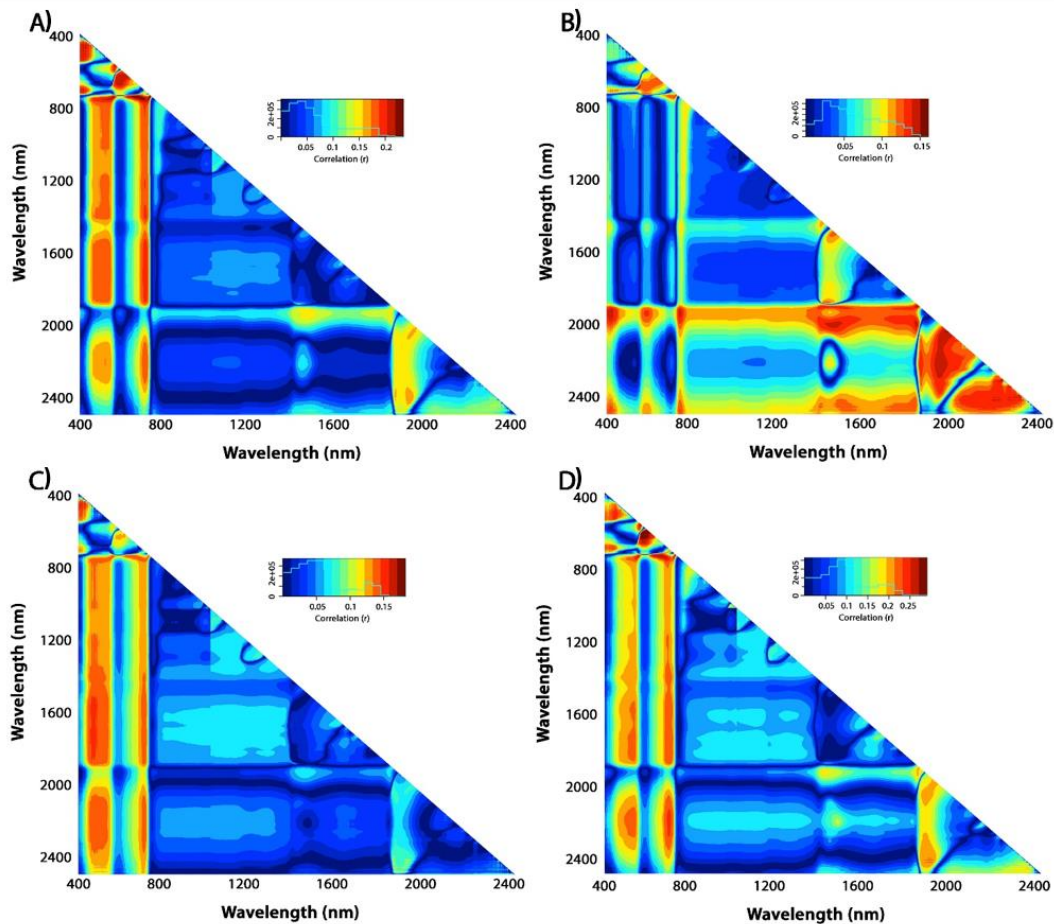 A)
400
800
1200
1600
2000
2400
Wavelength (nm)
0 2e+05
0.05 0.1 0.15 0.2
Correlation (r)
400 800 1200 1600 2000 2400
Wavelength (nm)
B)
400
800
1200
1600
2000
2400
Wavelength (nm)
0 2e+05
0.05 0.1 0.15
Correlation (r)
400 800 1200 1600 2000 2400
Wavelength (nm)
C)
400
800
1200
1600
2000
2400
Wavelength (nm)
0 2e+05
0.05 0.1 0.15
Correlation (r)
400 800 1200 1600 2000 2400
Wavelength (nm)
D)
400
800
1200
1600
2000
2400
Wavelength (nm)
0 2e+05
0.05 0.1 0.15 0.2 0.25
Correlation (r)
400 800 1200 1600 2000 2400
Wavelength (nm)